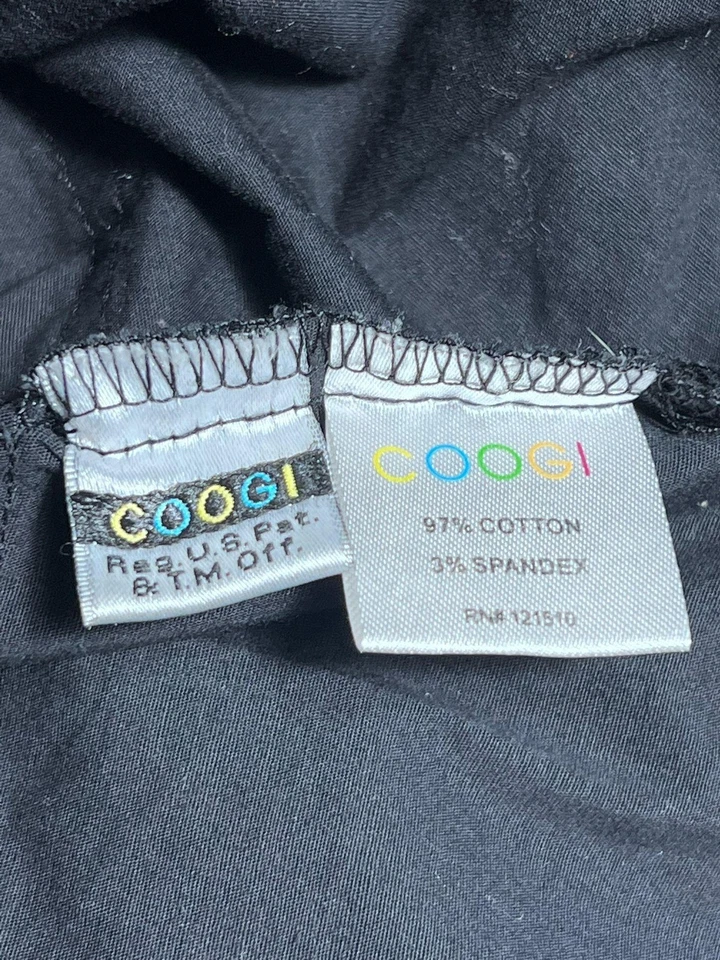 COOGI
Reg. U.S. Pat.
& T.M. Off.
COOGI
97% COTTON
3% SPANDEX
RN# 121510